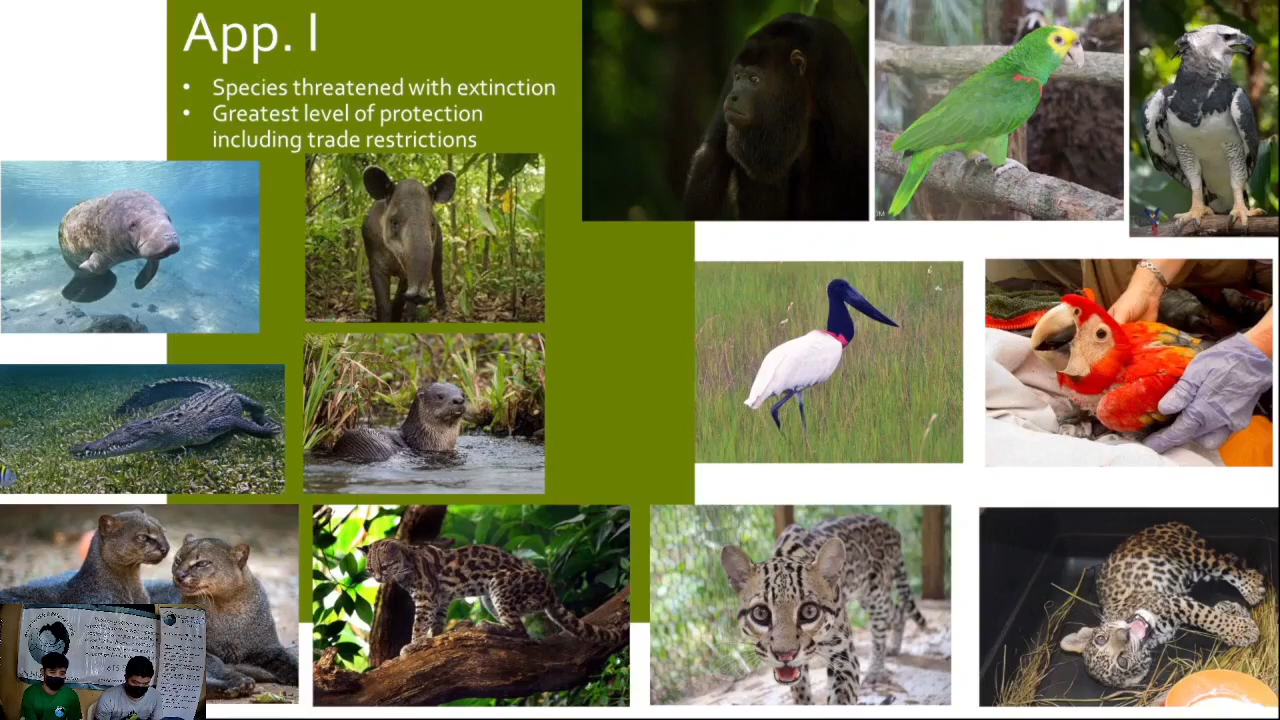 App. I
• Species threatened with extinction
• Greatest level of protection
including trade restrictions